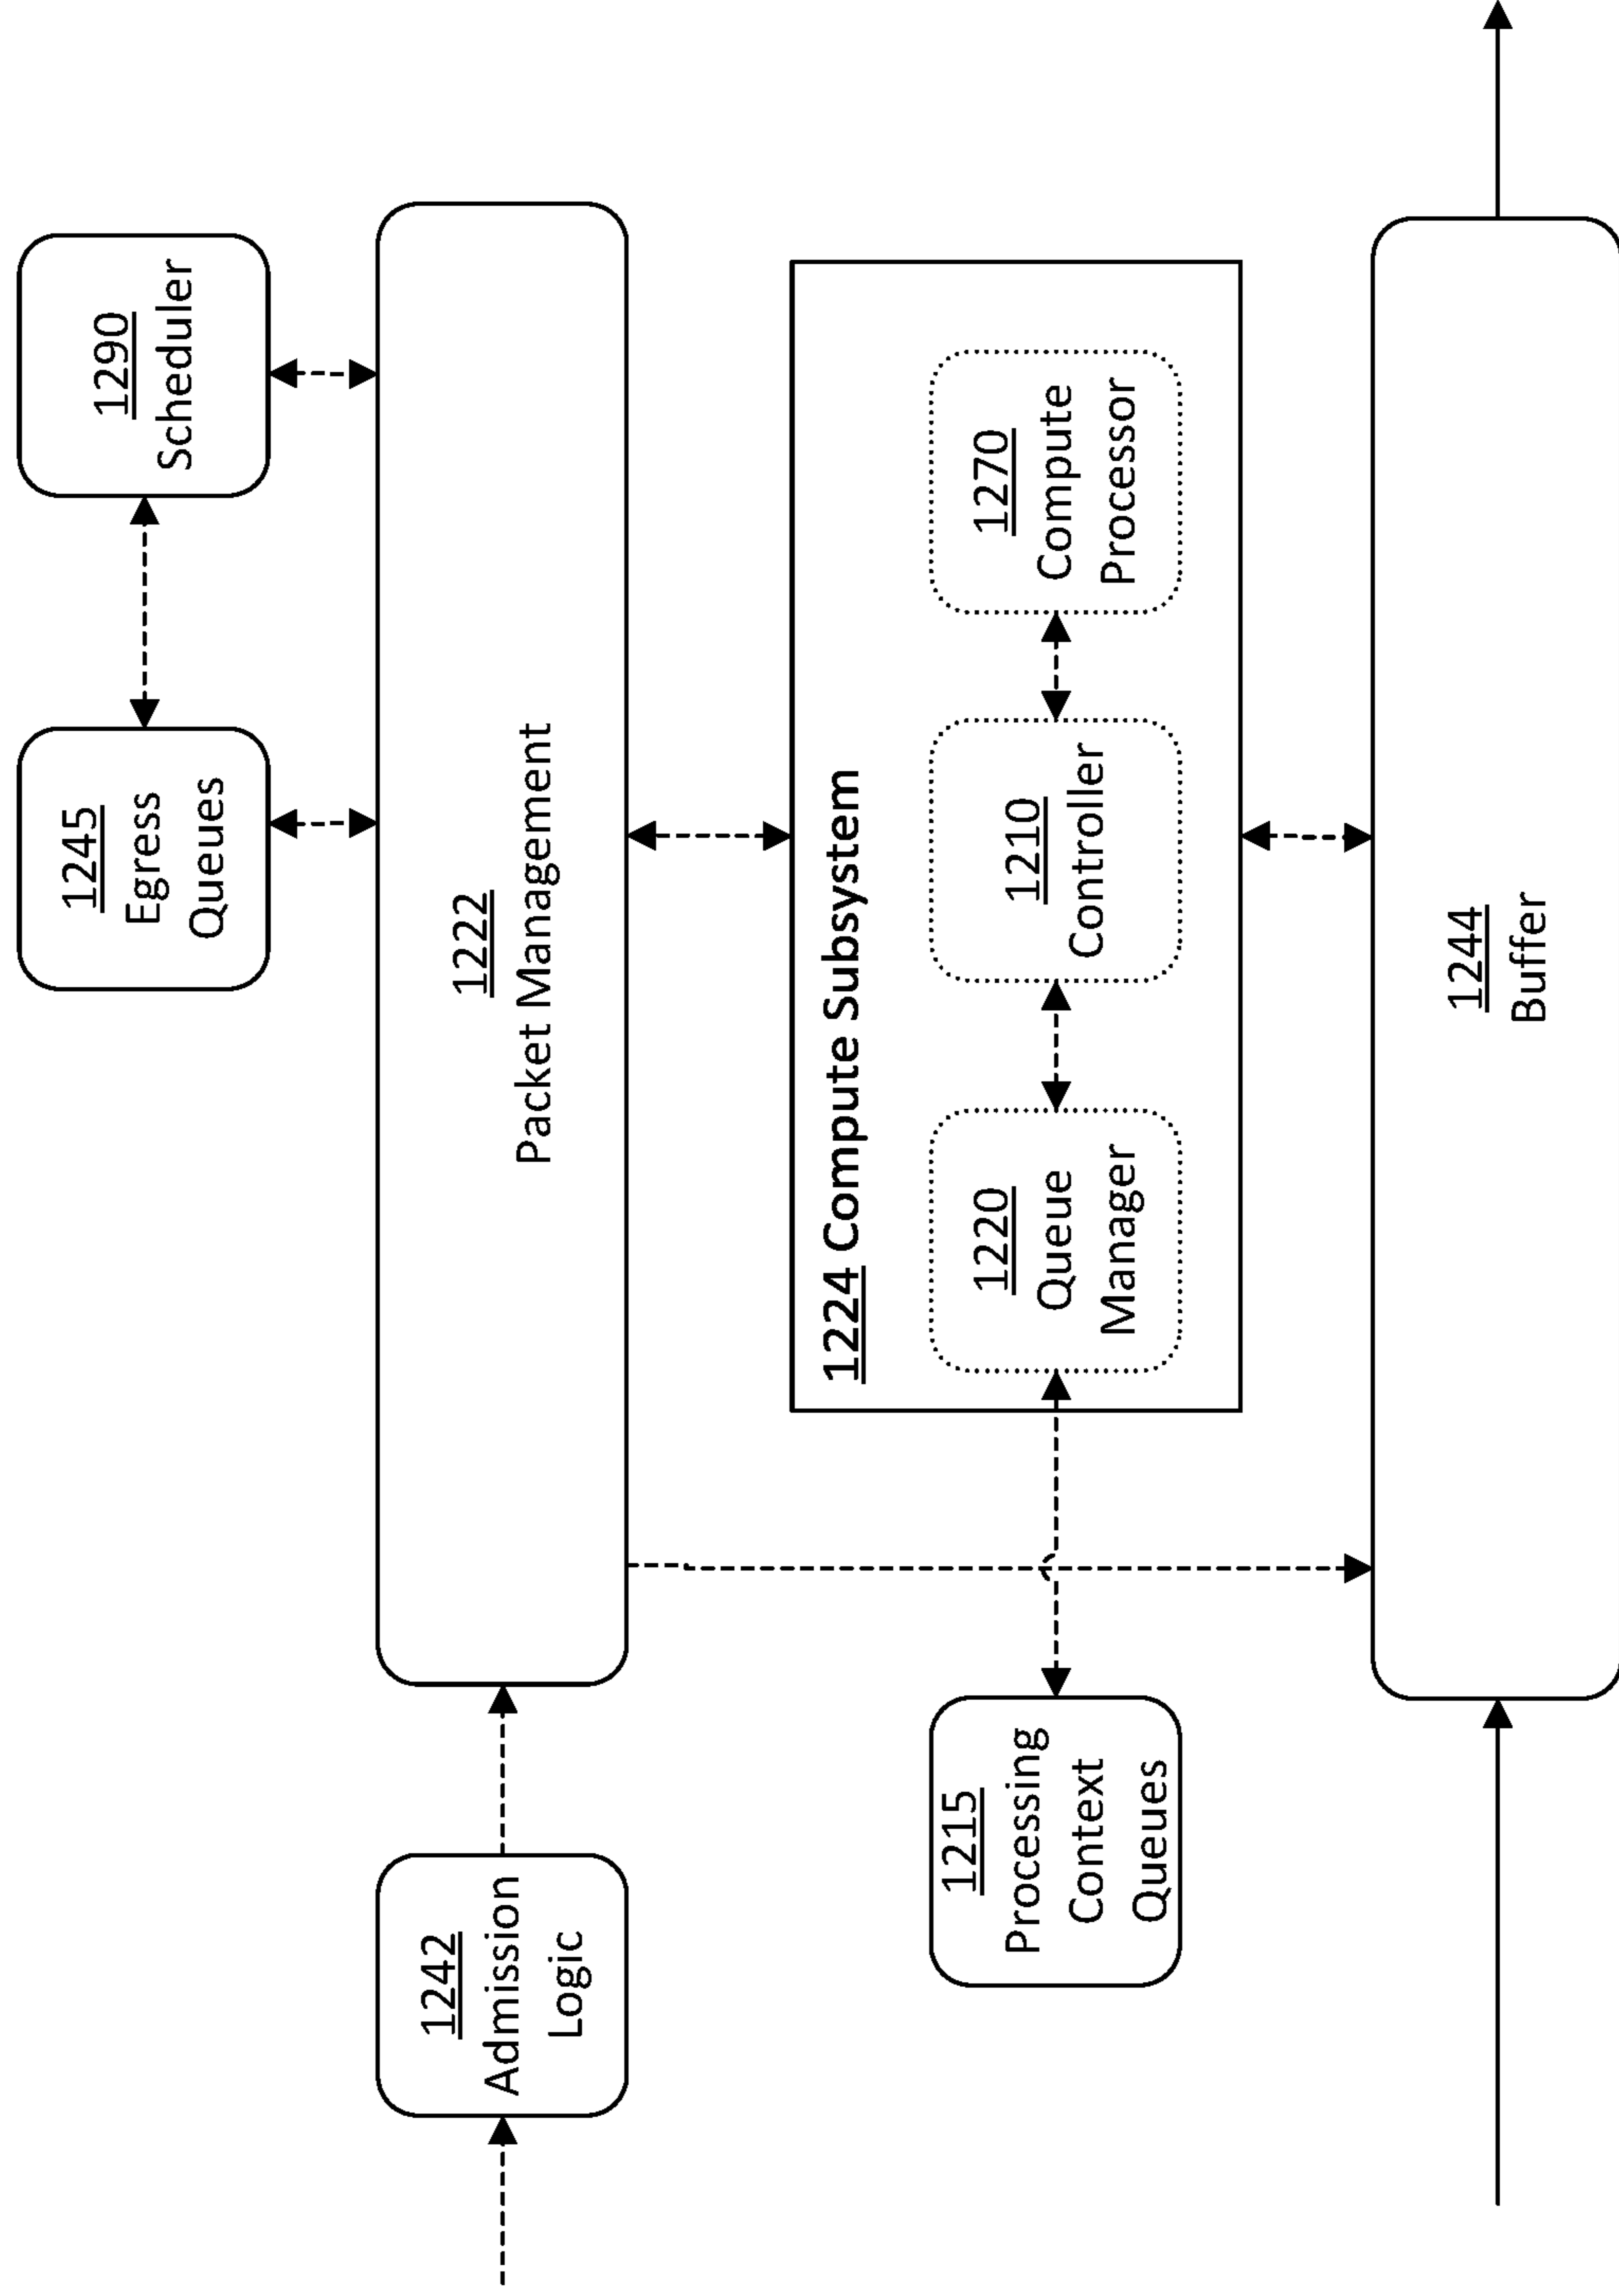 1245
Egress
Queues
1290
Scheduler
1242
Admission
Logic
1222
Packet Management
1224 Compute Subsystem
1215
Processing
Context
Queues
1220
Queue
Manager
1210
Controller
1270
Compute
Processor
1244
Buffer